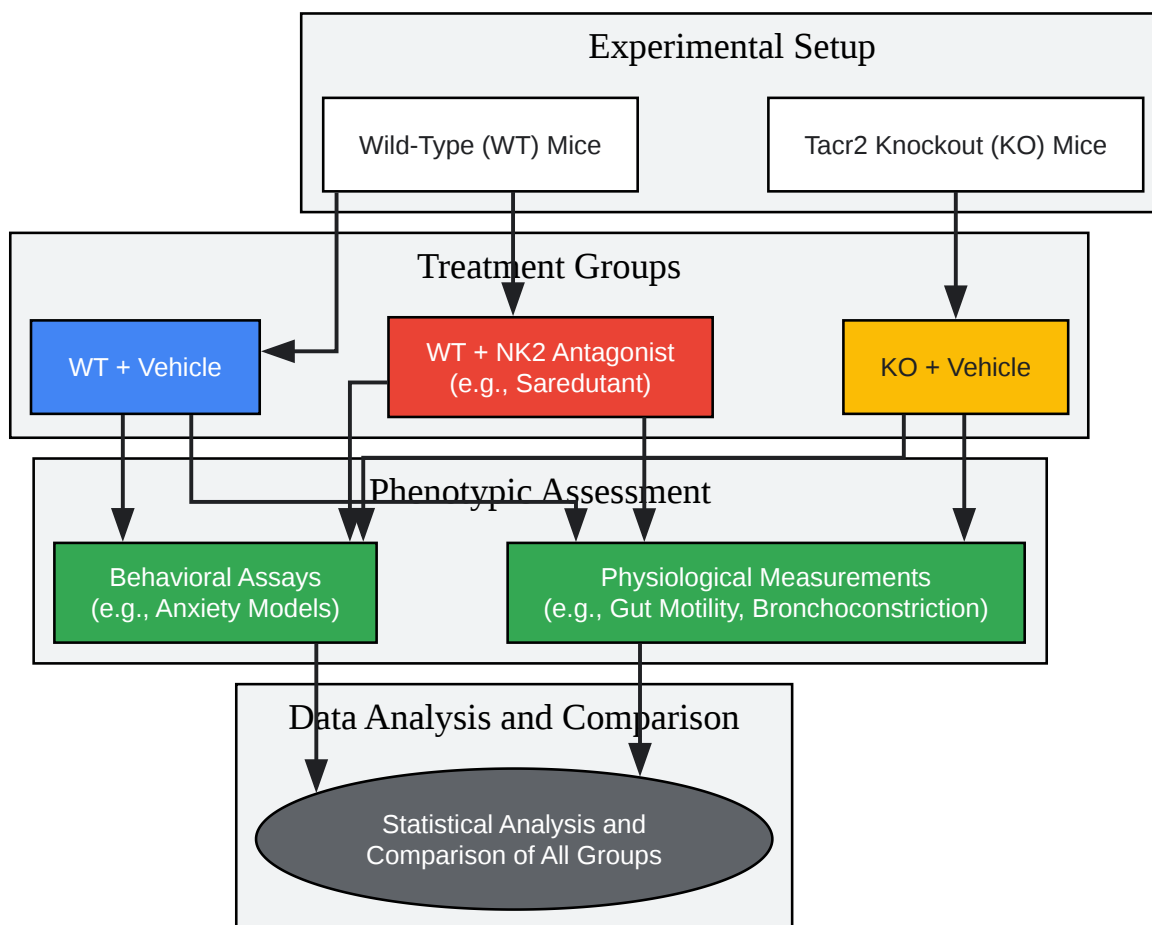 Experimental Setup
Wild-Type (WT) Mice
Tacr2 Knockout (KO) Mice
Treatment Groups
WT + Vehicle
WT + NK2 Antagonist
(e.g., Saredutant)
KO + Vehicle
Phenotypic Assessment
Behavioral Assays
(e.g., Anxiety Models)
Physiological Measurements
(e.g., Gut Motility, Bronchoconstriction)
Data Analysis and Comparison
Statistical Analysis and
Comparison of All Groups